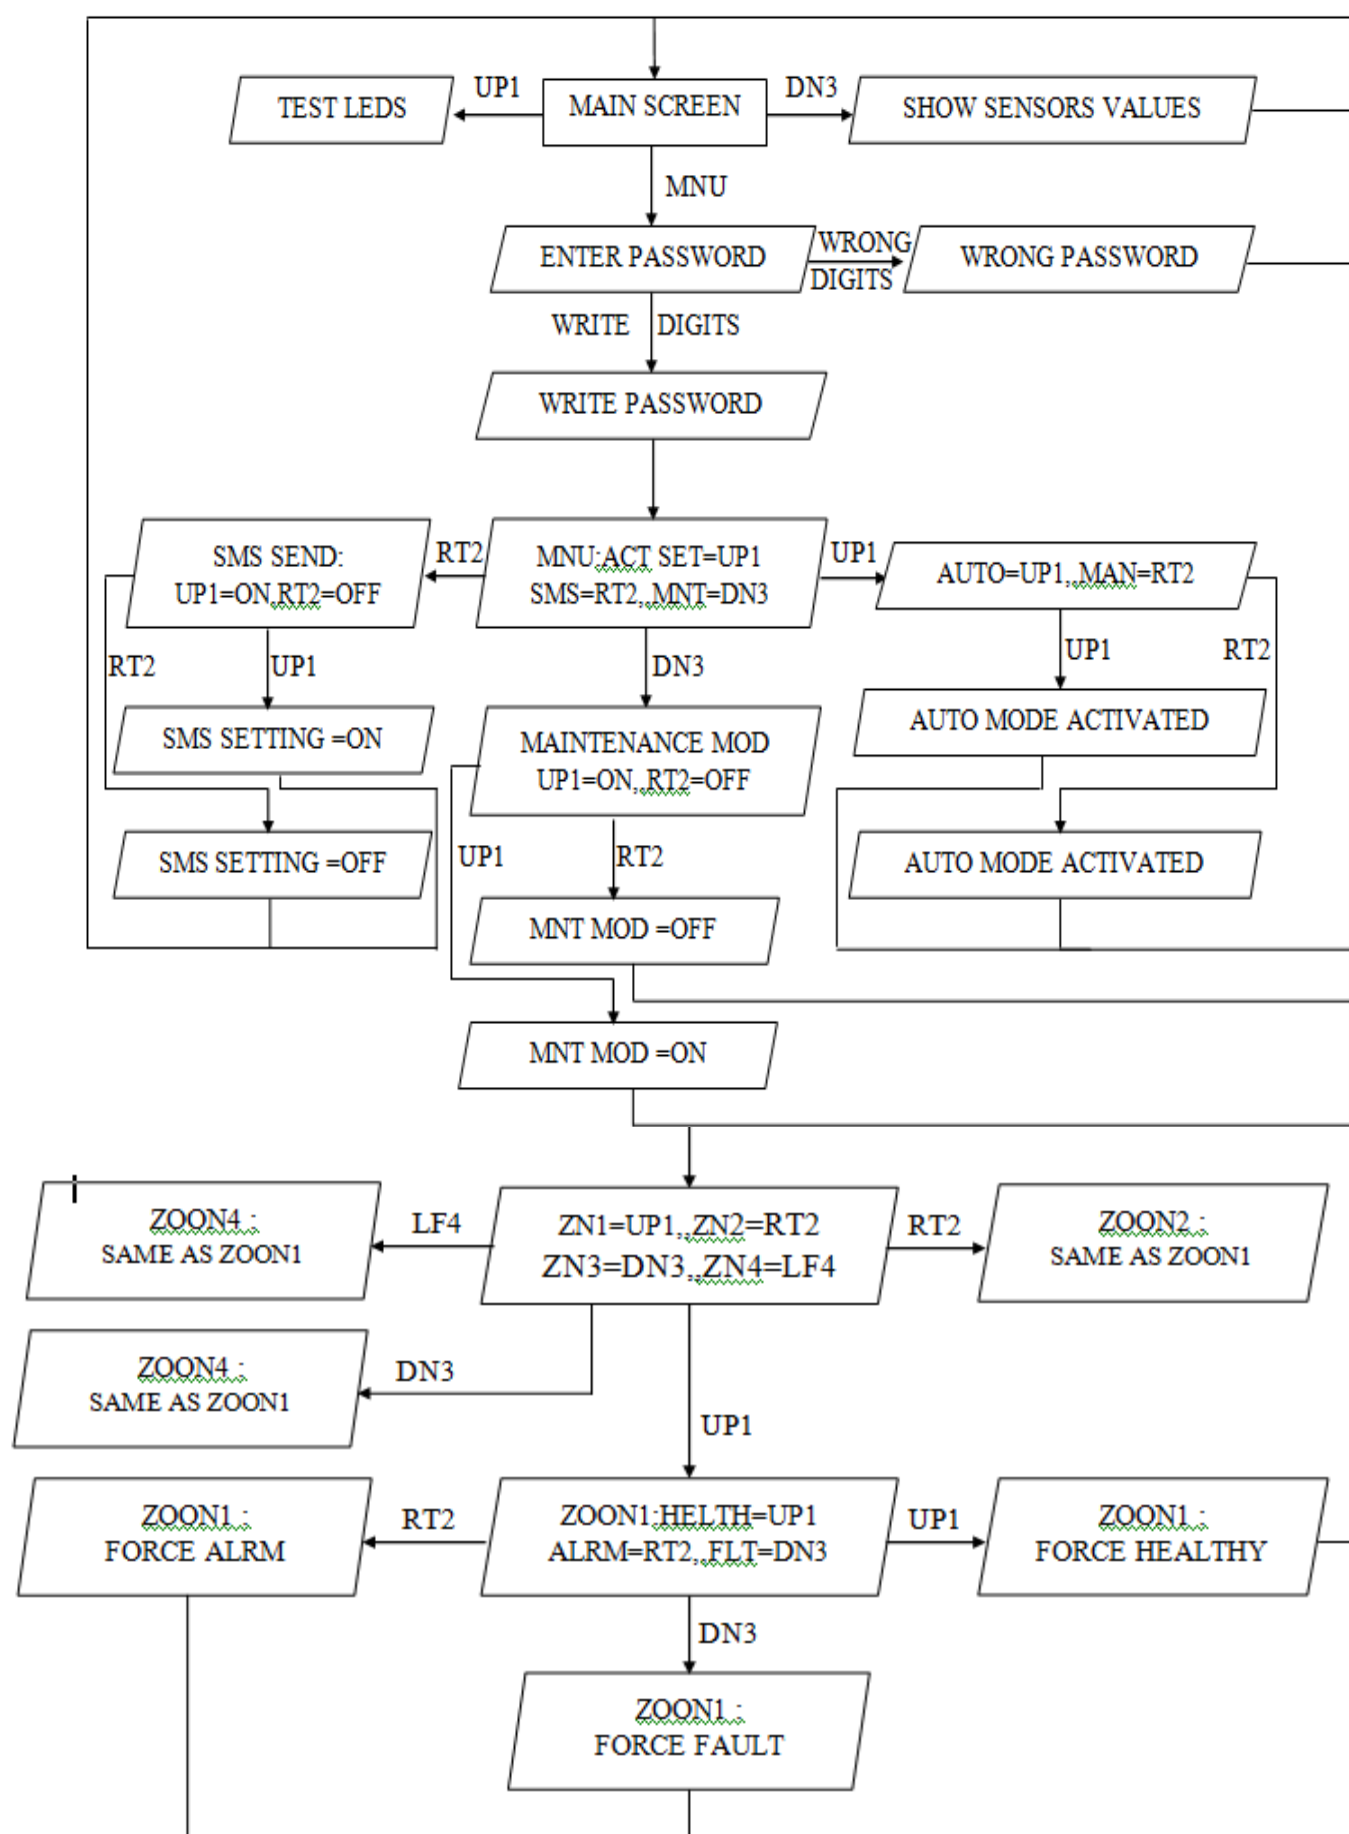 UP1
DN3
TEST LEDS
MAIN SCREEN
SHOW SENSORS VALUES
MNU
ENTER PASSWORD
WRONG
DIGITS
WRONG PASSWORD
WRITE DIGITS
WRITE PASSWORD
SMS SEND:
UP1=ON,RT2=OFF
RT2
MNU:ACT SET=UP1
SMS=RT2,,MNT=DN3
UP1
AUTO=UP1,,MAN=RT2
RT2
UP1
DN3
UP1
RT2
SMS SETTING =ON
MAINTENANCE MOD
UP1=ON,,RT2=OFF
AUTO MODE ACTIVATED
SMS SETTING =OFF
UP1
RT2
AUTO MODE ACTIVATED
MNT MOD =OFF
MNT MOD =ON
ZOON4 :
SAME AS ZOON1
LF4
ZN1=UP1,,ZN2=RT2
ZN3=DN3,,ZN4=LF4
RT2
ZOON2 :
SAME AS ZOON1
ZOON4 :
SAME AS ZOON1
DN3
UP1
ZOON1 :
FORCE ALRM
RT2
ZOON1:HELTH=UP1
ALRM=RT2,,FLT=DN3
UP1
ZOON1 :
FORCE HEALTHY
DN3
ZOON1 :
FORCE FAULT